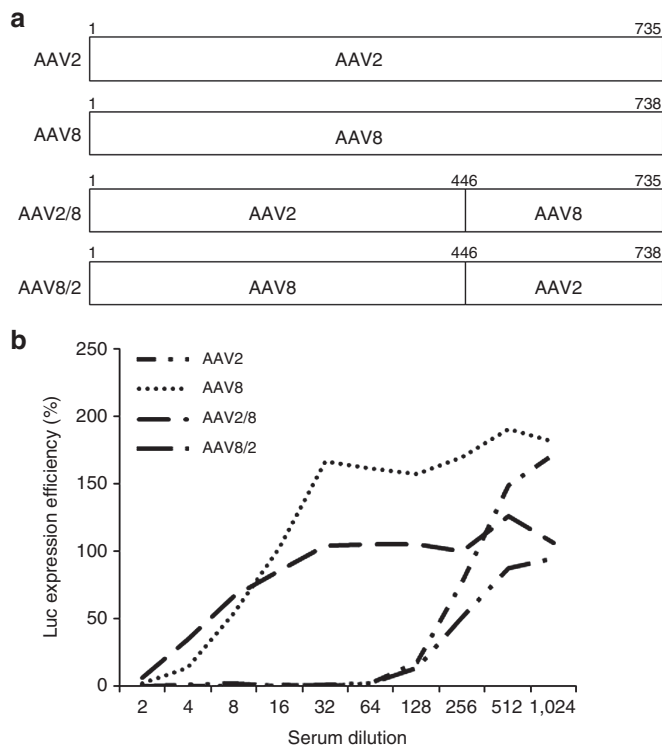 a
1 735
AAV2 AAV2
1 738
AAV8 AAV8
1 446 735
AAV2/8 AAV2 AAV8
1 446 738
AAV8/2 AAV8 AAV2
b
Luc expression efficiency (%)
250
200
150
100
50
0
AAV2
AAV8
AAV2/8
AAV8/2
2 4 8 16 32 64 128 256 512 1,024
Serum dilution